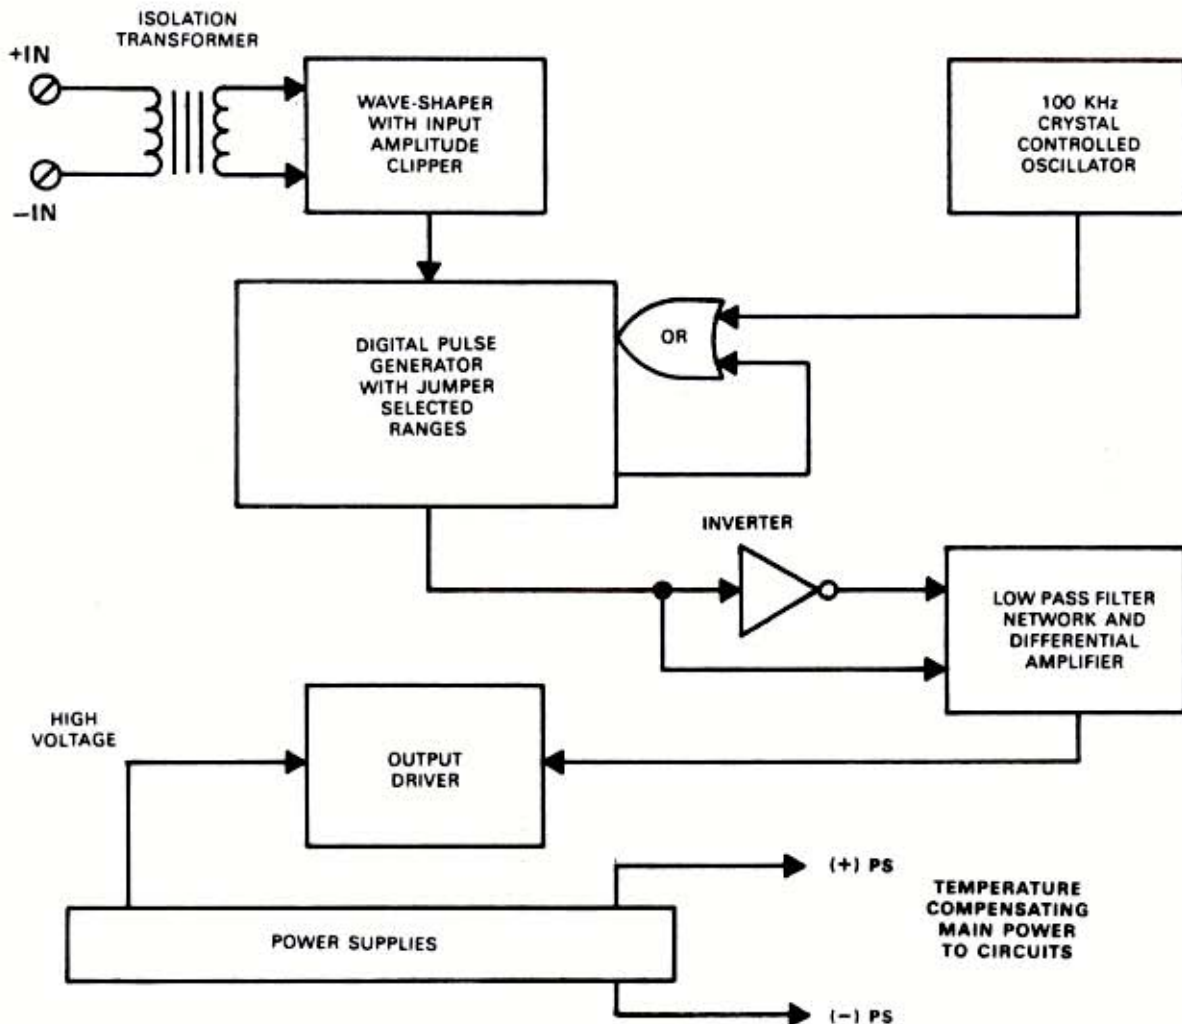 ISOLATION
TRANSFORMER
+IN
−IN
WAVE-SHAPER
WITH INPUT
AMPLITUDE
CLIPPER
100 KHz
CRYSTAL
CONTROLLED
OSCILLATOR
DIGITAL PULSE
GENERATOR
WITH JUMPER
SELECTED
RANGES
OR
INVERTER
LOW PASS FILTER
NETWORK AND
DIFFERENTIAL
AMPLIFIER
HIGH
VOLTAGE
OUTPUT
DRIVER
POWER SUPPLIES
(+) PS
TEMPERATURE
COMPENSATING
MAIN POWER
TO CIRCUITS
(−) PS